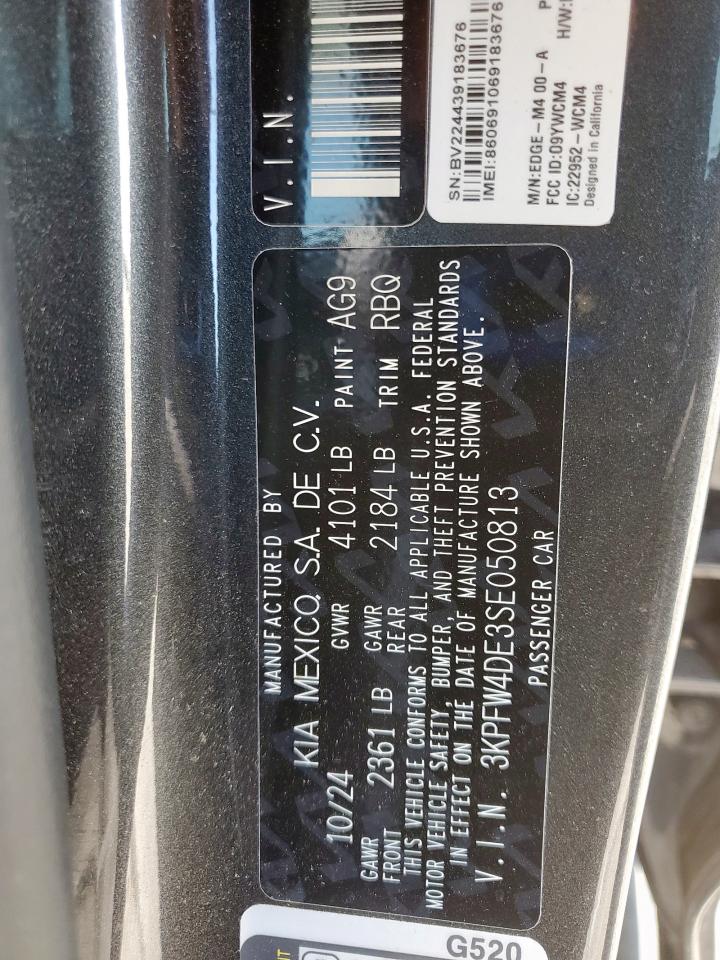 MANUFACTURED BY
KIA MEXICO, S.A. DE C.V.
10/24 GVWR 4101 LB PAINT AG9
GAWR FRONT 2361 LB GAWR REAR 2184 LB TRIM RBQ
THIS VEHICLE CONFORMS TO ALL APPLICABLE U.S.A. FEDERAL
MOTOR VEHICLE SAFETY, BUMPER, AND THEFT PREVENTION STANDARDS
IN EFFECT ON THE DATE OF MANUFACTURE SHOWN ABOVE.
V.I.N. 3KPFW4DE3SE050813
PASSENGER CAR
V.I.N.
SN:BV224439183676
IMEI:860691069183676
M/N:EDGE-M4 00-A
FCC ID:09YWCM4 H/W:
IC:22952-WCM4
Designed in California
G520